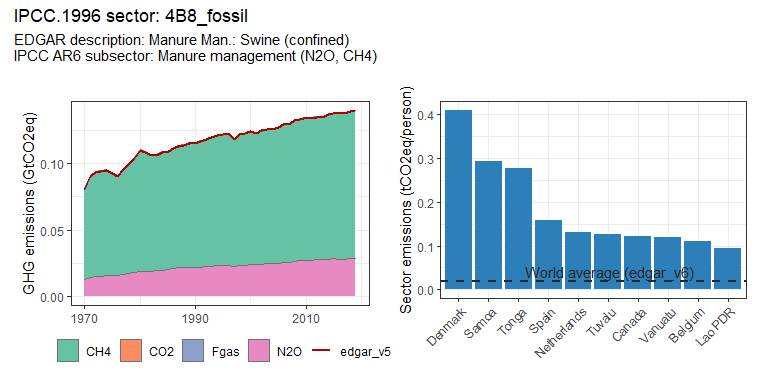 IPCC.1996 sector: 4B8_fossil
EDGAR description: Manure Man.: Swine (confined)
IPCC AR6 subsector: Manure management (N2O, CH4)
GHG emissions (GtCO2eq)
0.10
0.05
0.00
1970
1990
2010
CH4
CO2
Fgas
N2O
edgar_v5
Sector emissions (tCO2eq/person)
0.4
0.3
0.2
0.1
0.0
World average (edgar_v6)
Denmark
Samoa
Tonga
Spain
Netherlands
Tuvalu
Canada
Vanuatu
Belgium
Lao PDR